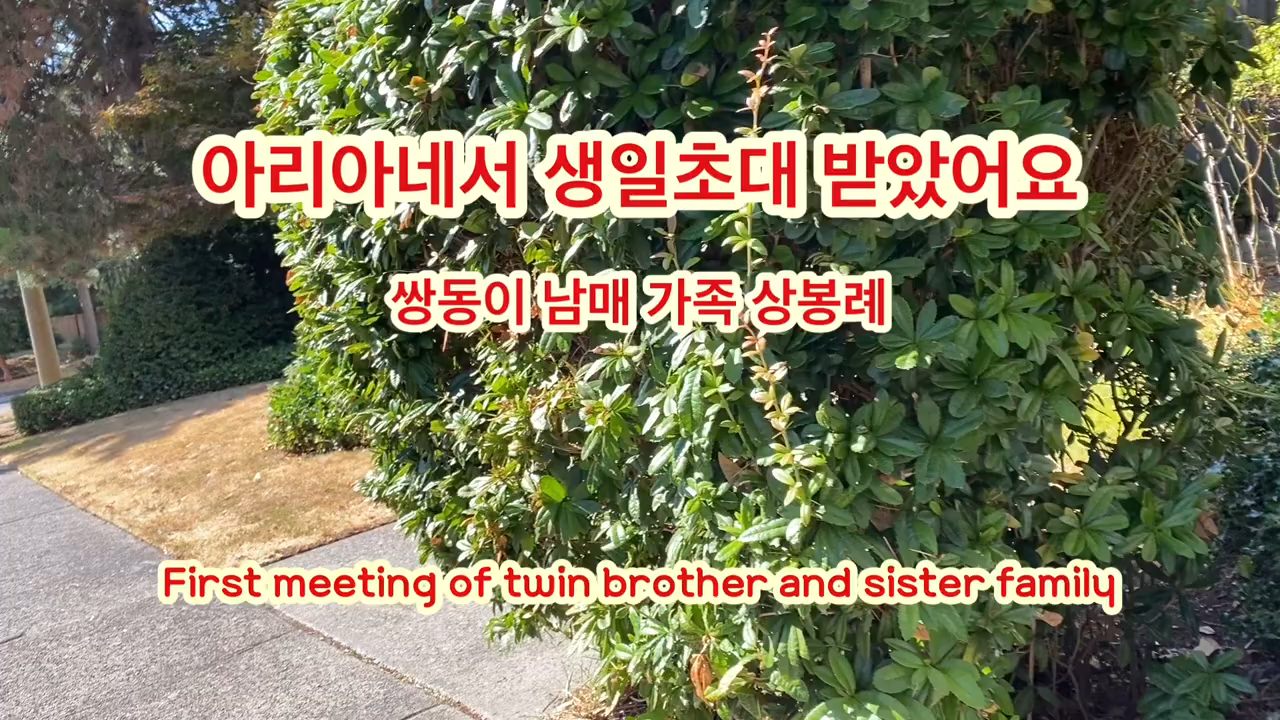 아리아네서 생일초대 받았어요
쌍둥이 남매 가족 상봉례
First meeting of twin brother and sister family